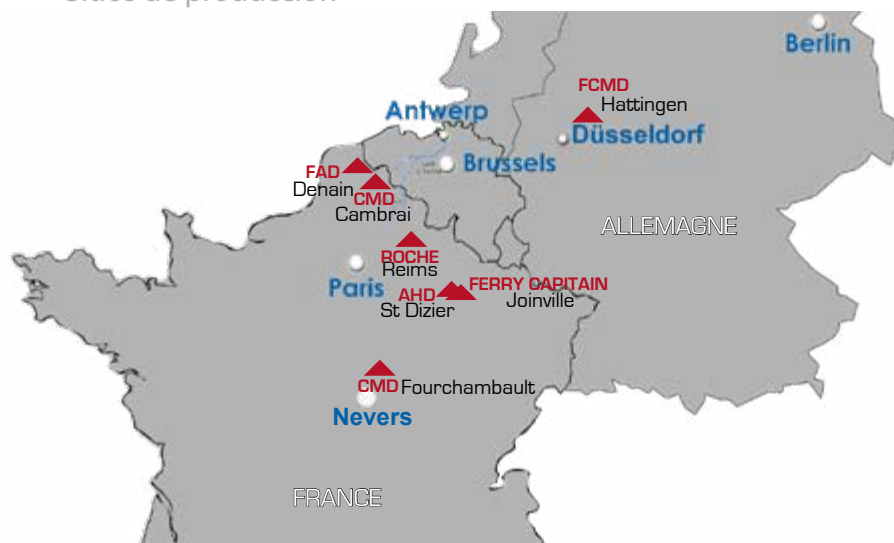 Berlin
FCMD
Hattingen
Antwerp
Düsseldorf
Brussels
FAD
Denain
CMD
Cambrai
ALLEMAGNE
ROCHE
Reims
Paris
FERRY CAPITAIN
AHD
Joinville
St Dizier
CMD Fourchambault
Nevers
FRANCE